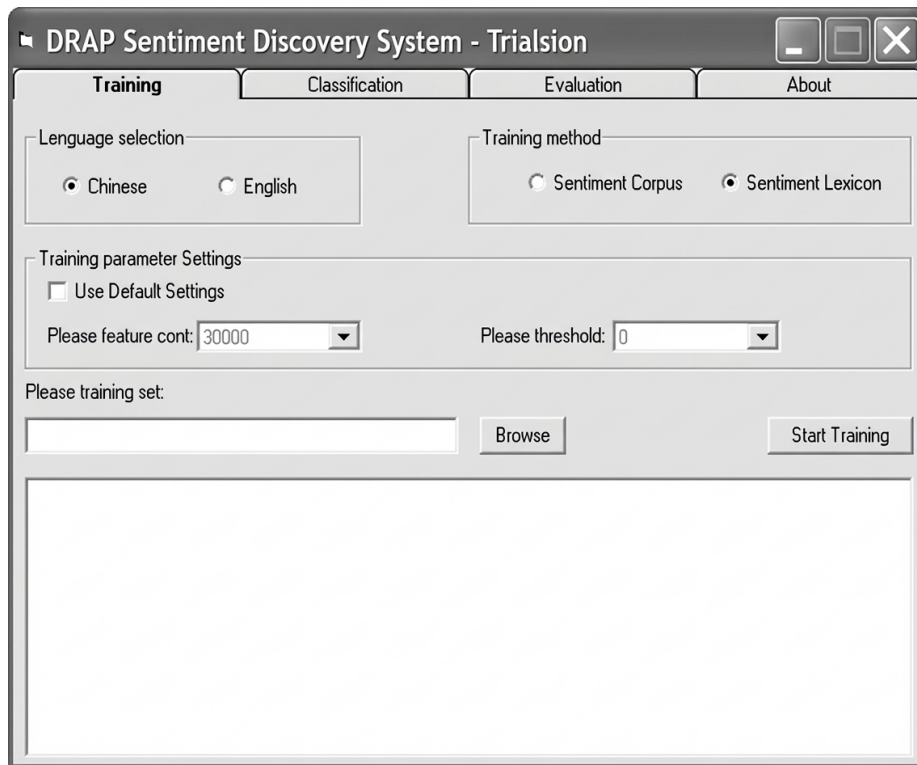 DRAP Sentiment Discovery System - Trialsion
Training Classification Evaluation About
Lenguage selection Training method
Chinese English Sentiment Corpus Sentiment Lexicon
Training parameter Settings
Use Default Settings
Please feature cont: 30000 Please threshold: 0
Please training set:
Browse Start Training